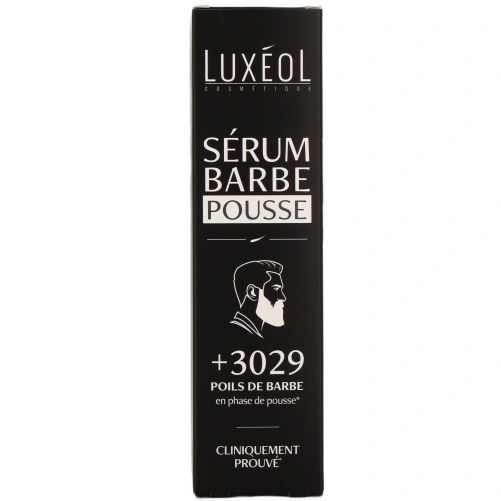 LUXÉOL
COSMÉTIQUE
SÉRUM
BARBE
POUSSE
+3029
POILS DE BARBE
en phase de pousse*
CLINIQUEMENT
PROUVÉ*